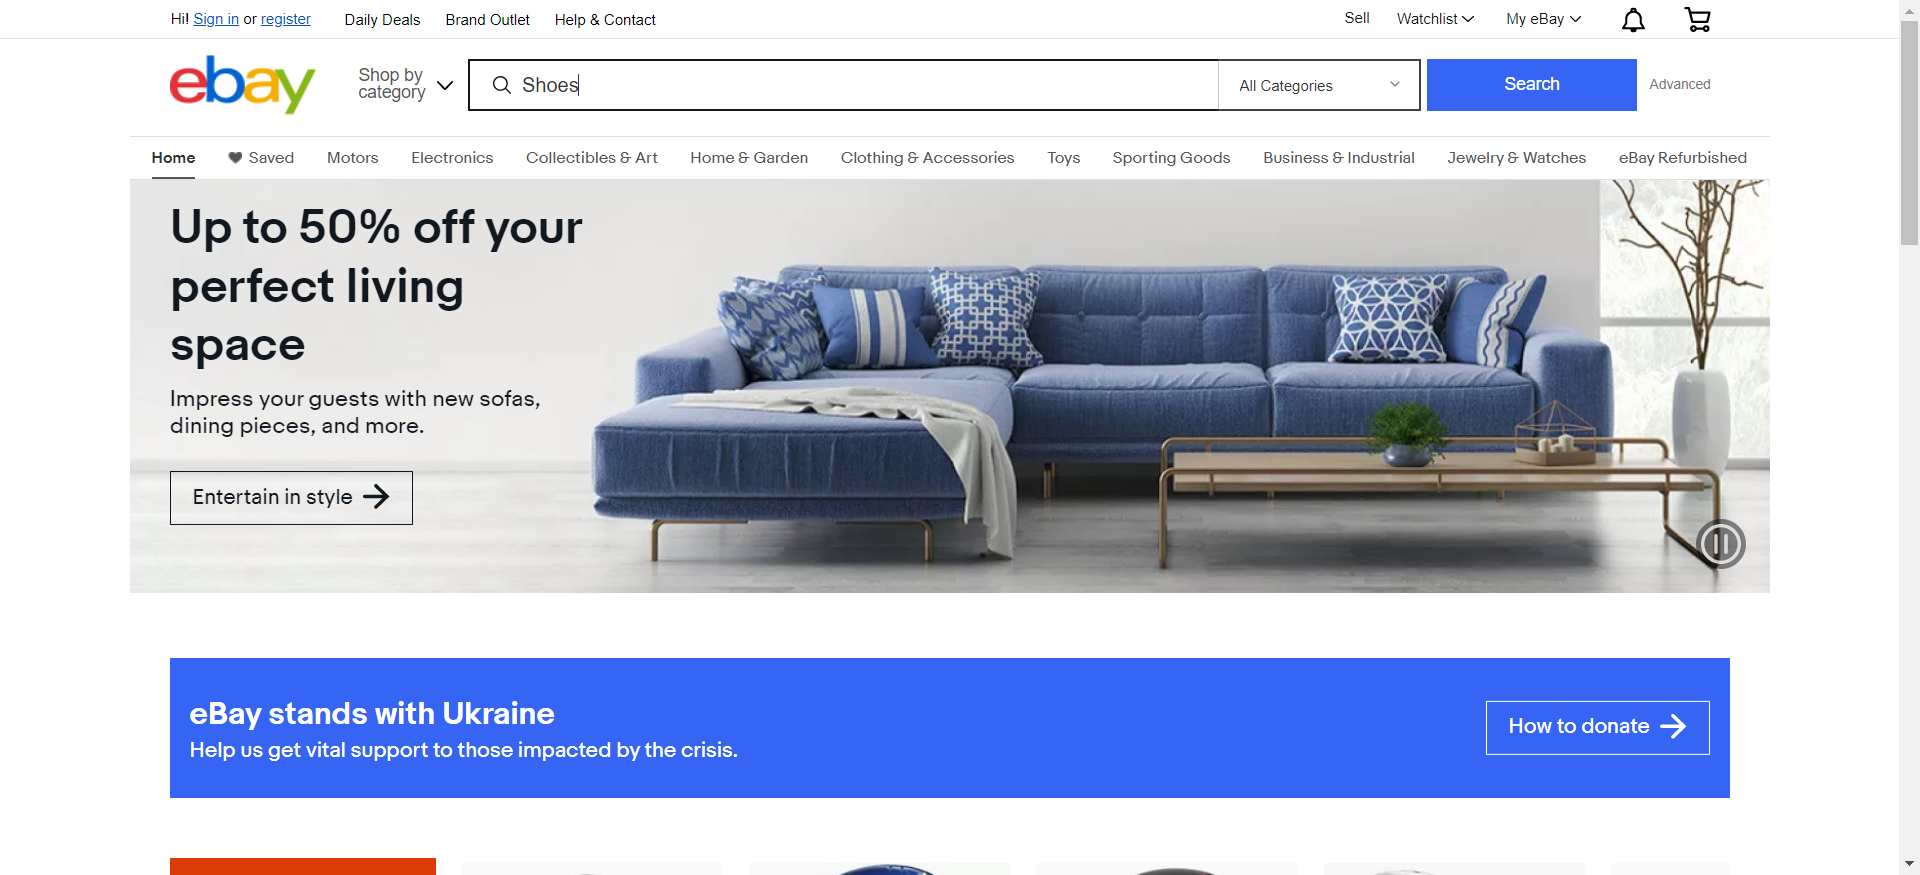 Hi! Sign in or register Daily Deals Brand Outlet Help & Contact Sell Watchlist My eBay
ebay
Shop by
category
Shoes
All Categories
Search
Advanced
Home Saved Motors Electronics Collectibles & Art Home & Garden Clothing & Accessories Toys Sporting Goods Business & Industrial Jewelry & Watches eBay Refurbished
Up to 50% off your
perfect living
space
Impress your guests with new sofas,
dining pieces, and more.
Entertain in style
eBay stands with Ukraine
Help us get vital support to those impacted by the crisis.
How to donate